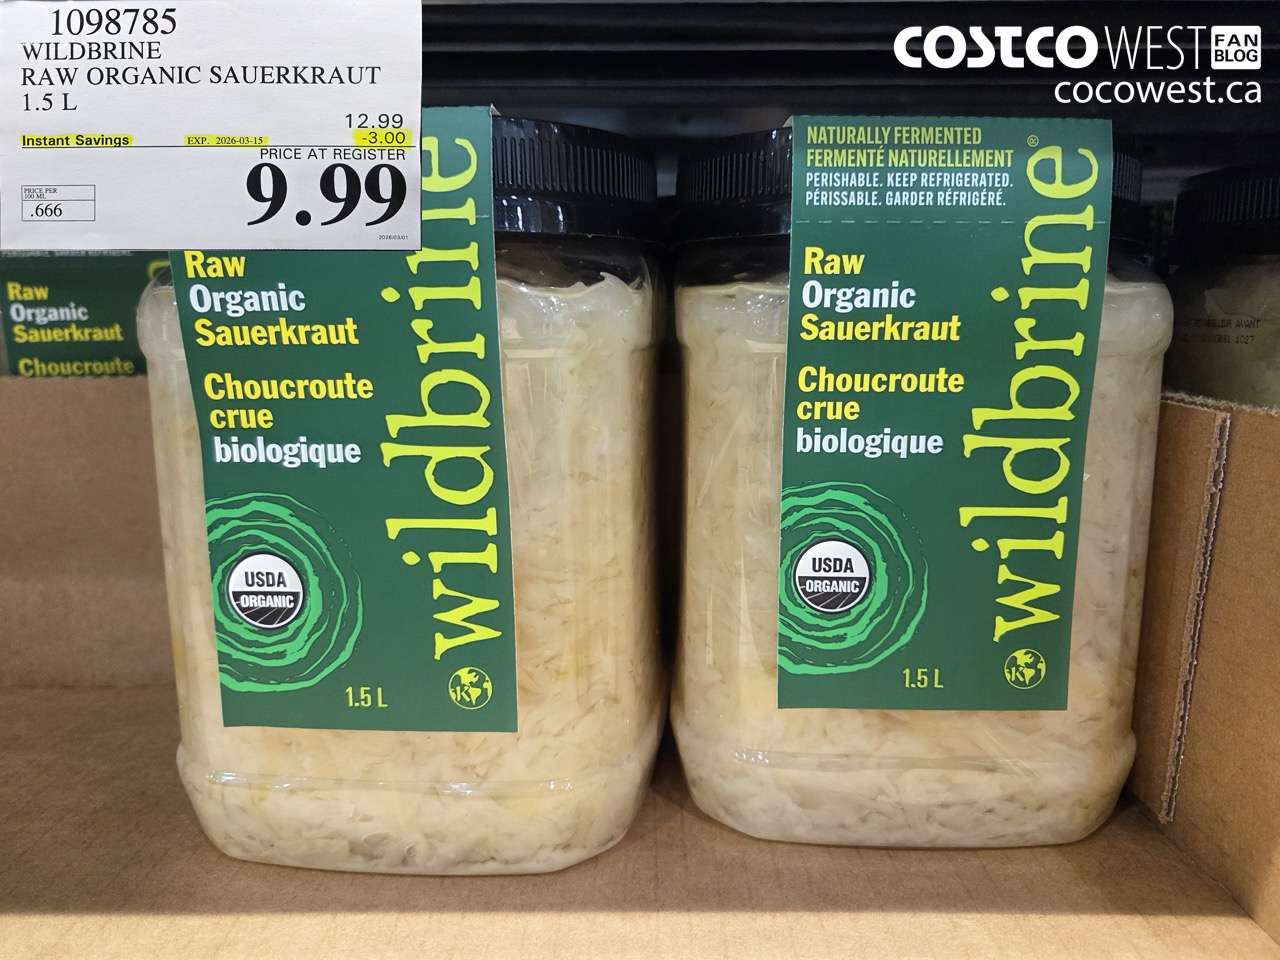 1098785
WILDBRINE
RAW ORGANIC SAUERKRAUT
1.5 L
12.99
Instant Savings EXP. 2026-03-15 -3.00
PRICE AT REGISTER
9.99
PRICE PER
100 ML
.666
2026/03/01
COSTCO WEST FAN BLOG
cocowest.ca
Raw
Organic
Sauerkraut
Choucroute
Raw
Organic
Sauerkraut
Choucroute
crue
biologique
wildbrine
USDA
ORGANIC
1.5 L
K
NATURALLY FERMENTED
FERMENTÉ NATURELLEMENT
PERISHABLE. KEEP REFRIGERATED.
PÉRISSABLE. GARDER RÉFRIGÉRÉ.
Raw
Organic
Sauerkraut
Choucroute
crue
biologique
wildbrine®
USDA
ORGANIC
1.5 L
K
AVANT
1027